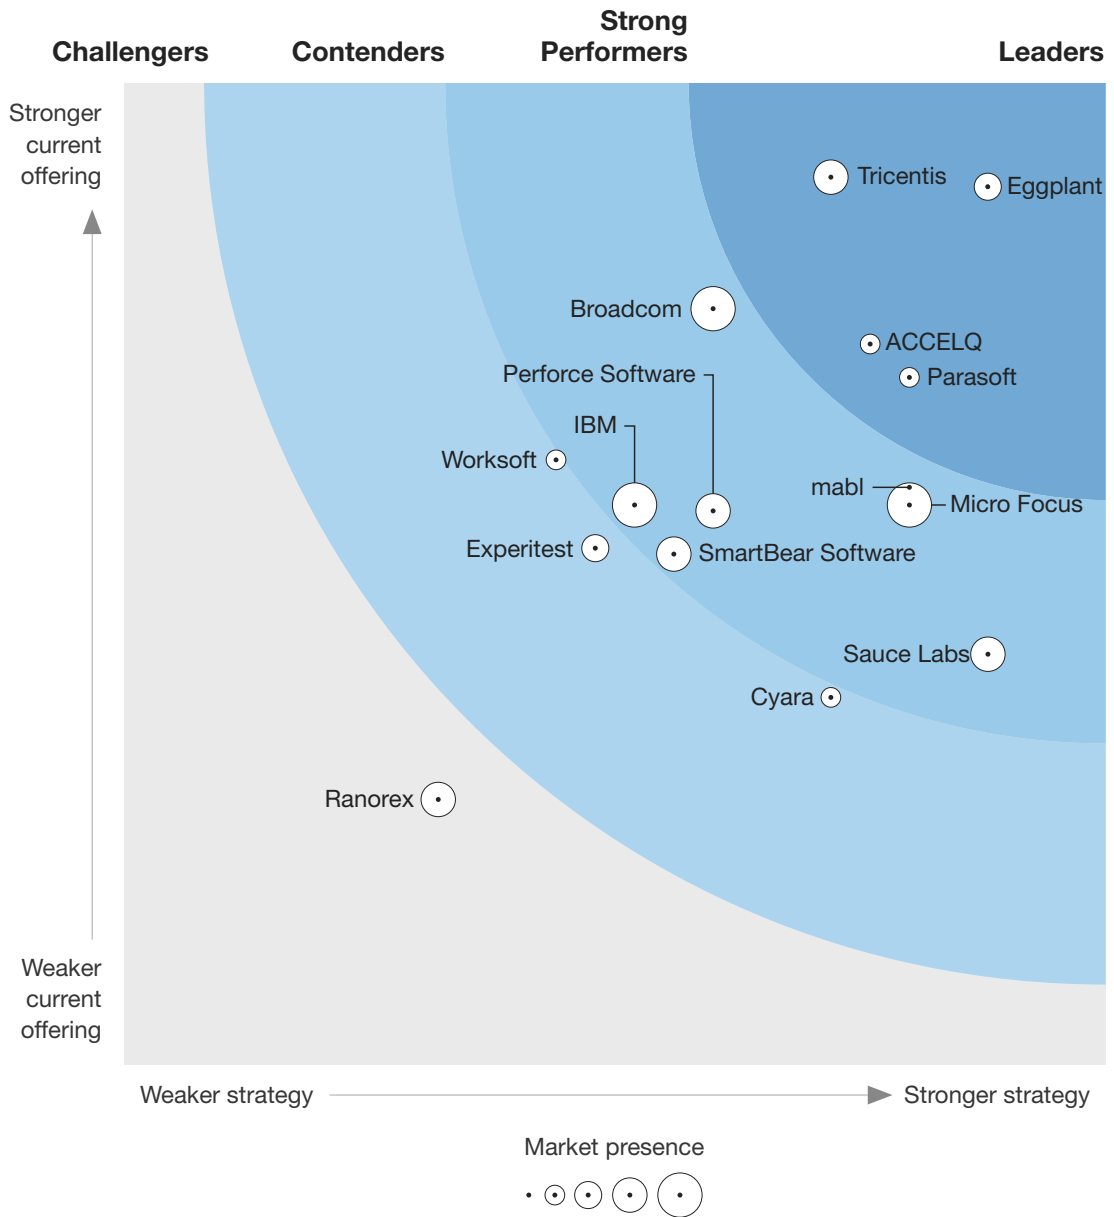 Challengers
Contenders
Strong
Performers
Leaders
Stronger
current
offering
Tricentis
Eggplant
Broadcom
ACCELQ
Perforce Software
Parasoft
IBM
Worksoft
mabl
Micro Focus
Experitest
SmartBear Software
Sauce Labs
Cyara
Ranorex
Weaker
current
offering
Weaker strategy
Stronger strategy
Market presence